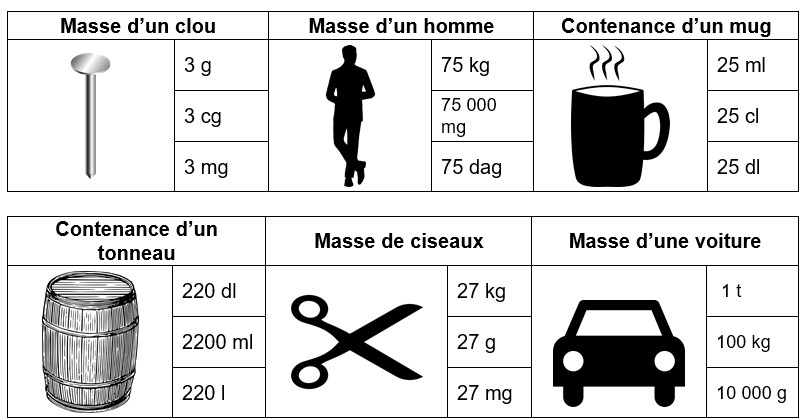 Masse d’un clou
3 g
3 cg
3 mg
Masse d’un homme
75 kg
75 000
mg
75 dag
Contenance d’un mug
25 ml
25 cl
25 dl
Contenance d’un
tonneau
220 dl
2200 ml
220 l
Masse de ciseaux
27 kg
27 g
27 mg
Masse d’une voiture
1 t
100 kg
10 000 g